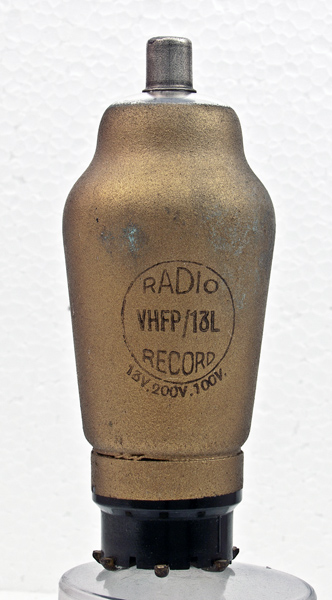 RADIO
VHFP/13L
RECORD
13V.200V.100V.